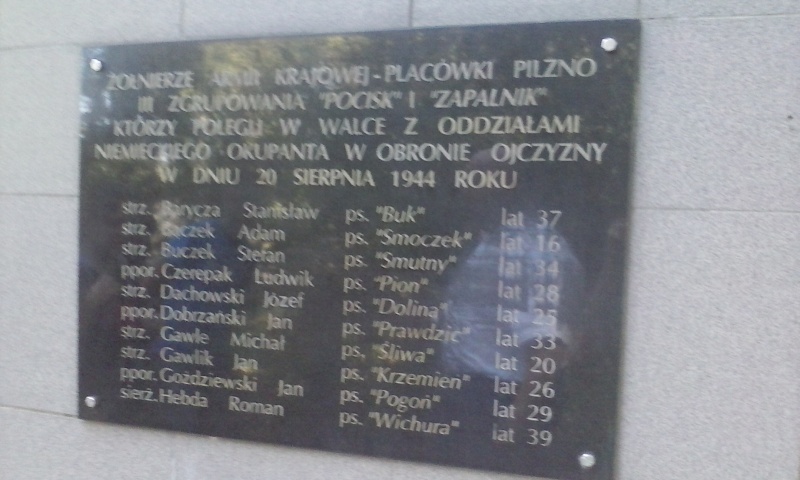 ŻOŁNIERZE ARMII KRAJOWEJ - PLACÓWKI PILZNO
III ZGRUPOWANIA "POCISK" I "ZAPALNIK"
KTÓRZY POLEGLI W WALCE Z ODDZIAŁAMI
NIEMIECKIEGO OKUPANTA W OBRONIE OJCZYZNY
W DNIU 20 SIERPNIA 1944 ROKU
strz. Stanisław ps. "Buk" lat 37
strz. Adam ps. "Smoczek" lat 16
strz. Buczek Stefan ps. "Smutny" lat 34
ppor. Czerepak Ludwik ps. "Pion" lat 28
strz. Dachowski Józef ps. "Dolina" lat 25
ppor. Dobrzański Jan ps. "Prawdzic" lat 33
strz. Gawle Michał ps. "Śliwa" lat 20
strz. Gawlik Jan ps. "Krzemień" lat 26
ppor. Goździewski Jan ps. "Pogoń" lat 29
sierż. Hebda Roman ps. "Wichura" lat 39